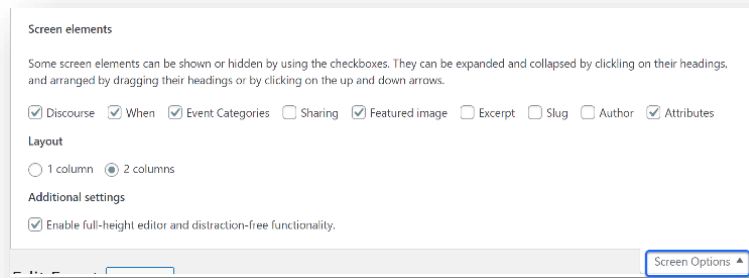 Screen elements
Some screen elements can be shown or hidden by using the checkboxes. They can be expanded and collapsed by clickling on their headings,
and arranged by dragging their headings or by clicking on the up and down arrows.
Discourse When Event Categories Sharing Featured image Excerpt Slug Author Attributes
Layout
1 column 2 columns
Additional settings
Enable full-height editor and distraction-free functionality.
Screen Options